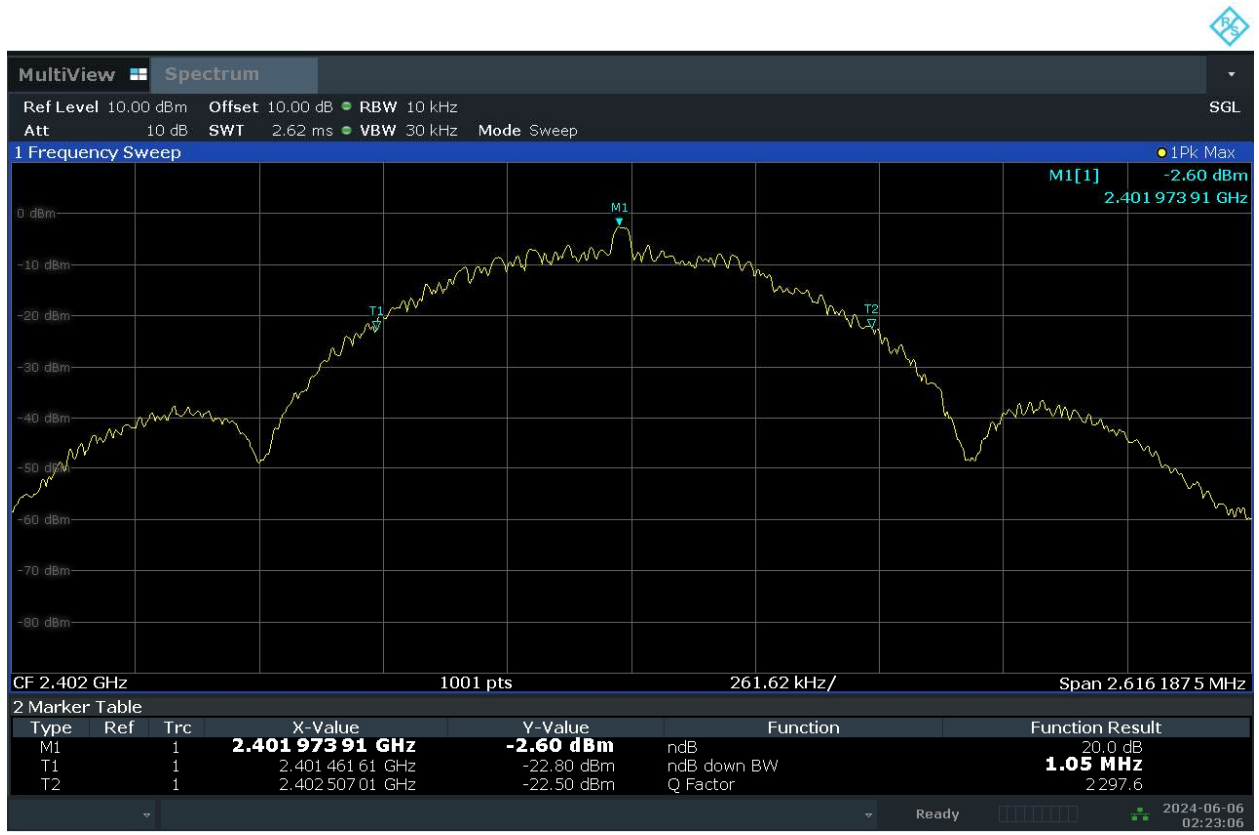 R&S
MultiView Spectrum
Ref Level 10.00 dBm Offset 10.00 dB RBW 10 kHz SGL
Att 10 dB SWT 2.62 ms VBW 30 kHz Mode Sweep
1 Frequency Sweep 1Pk Max
M1[1] -2.60 dBm
2.401 973 91 GHz
M1
0 dBm
-10 dBm
T1 T2
-20 dBm
-30 dBm
-40 dBm
-50 dBm
-60 dBm
-70 dBm
-80 dBm
CF 2.402 GHz 1001 pts 261.62 kHz/ Span 2.616 187 5 MHz
2 Marker Table
Type Ref Trc X-Value Y-Value Function Function Result
M1 1 2.401 973 91 GHz -2.60 dBm ndB 20.0 dB
T1 1 2.401 461 61 GHz -22.80 dBm ndB down BW 1.05 MHz
T2 1 2.402 507 01 GHz -22.50 dBm Q Factor 2 297.6
Ready 2024-06-06
02:23:06